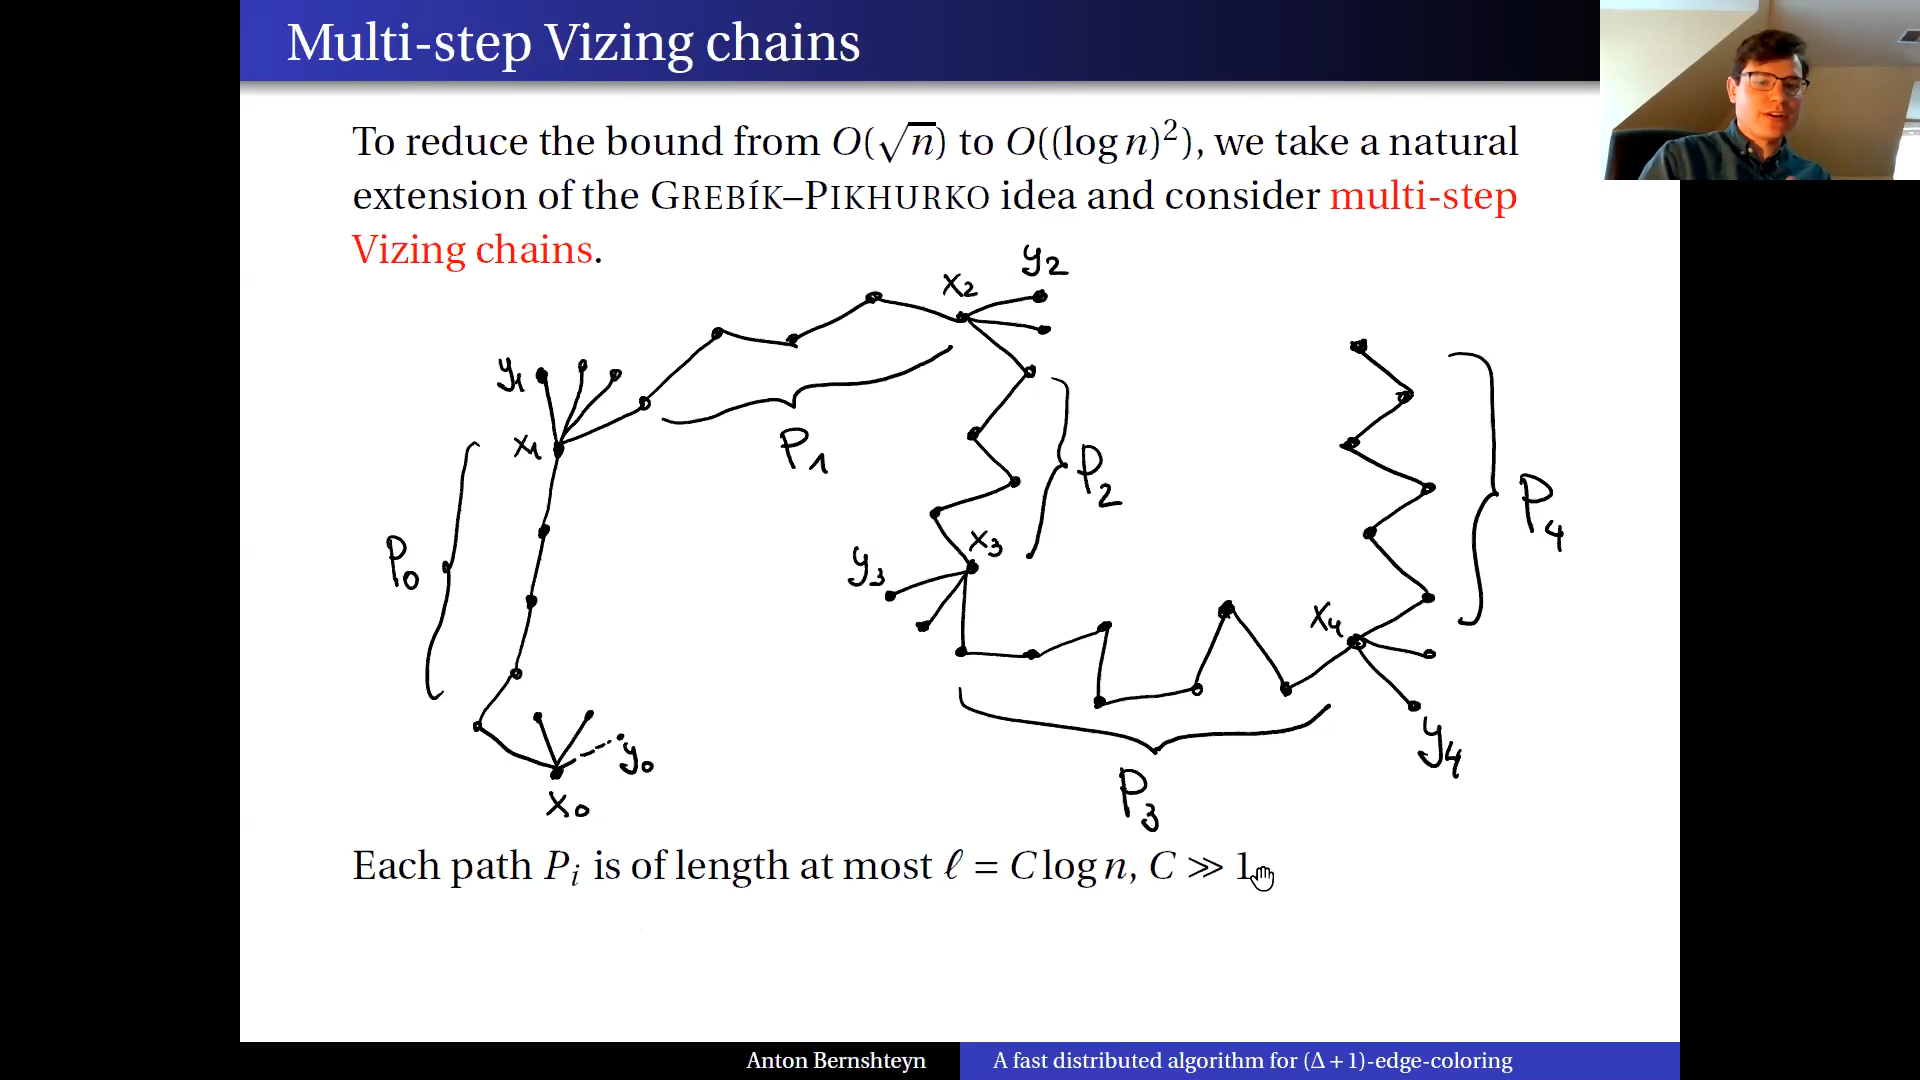 Multi-step Vizing chains
To reduce the bound from O(√n) to O((log n)²), we take a natural
extension of the GREBÍK–PIKHURKO idea and consider multi-step
Vizing chains.
y₂
x₂
y₁
x₁
P₁
P₂
P₀
x₃
y₃
P₄
x₄
y₀
y₄
x₀
P₃
Each path Pᵢ is of length at most ℓ = C log n, C ≫ 1
Anton Bernshteyn
A fast distributed algorithm for (Δ + 1)-edge-coloring